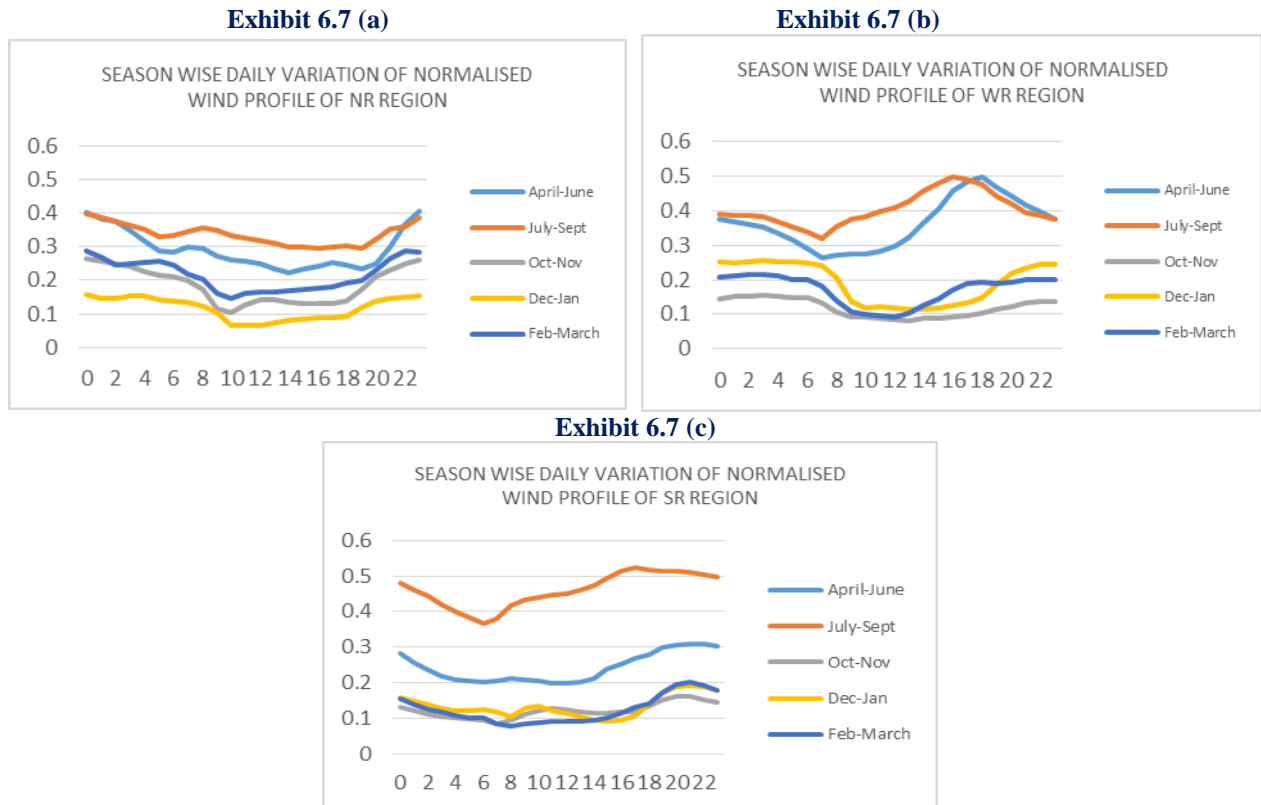 Exhibit 6.7 (a)
SEASON WISE DAILY VARIATION OF NORMALISED
WIND PROFILE OF NR REGION
0.6
0.5
0.4
0.3
0.2
0.1
0
0 2 4 6 8 10 12 14 16 18 20 22
April-June
July-Sept
Oct-Nov
Dec-Jan
Feb-March
Exhibit 6.7 (b)
SEASON WISE DAILY VARIATION OF NORMALISED
WIND PROFILE OF WR REGION
0.6
0.5
0.4
0.3
0.2
0.1
0
0 2 4 6 8 10 12 14 16 18 20 22
April-June
July-Sept
Oct-Nov
Dec-Jan
Feb-March
Exhibit 6.7 (c)
SEASON WISE DAILY VARIATION OF NORMALISED
WIND PROFILE OF SR REGION
0.6
0.5
0.4
0.3
0.2
0.1
0
0 2 4 6 8 10 12 14 16 18 20 22
April-June
July-Sept
Oct-Nov
Dec-Jan
Feb-March